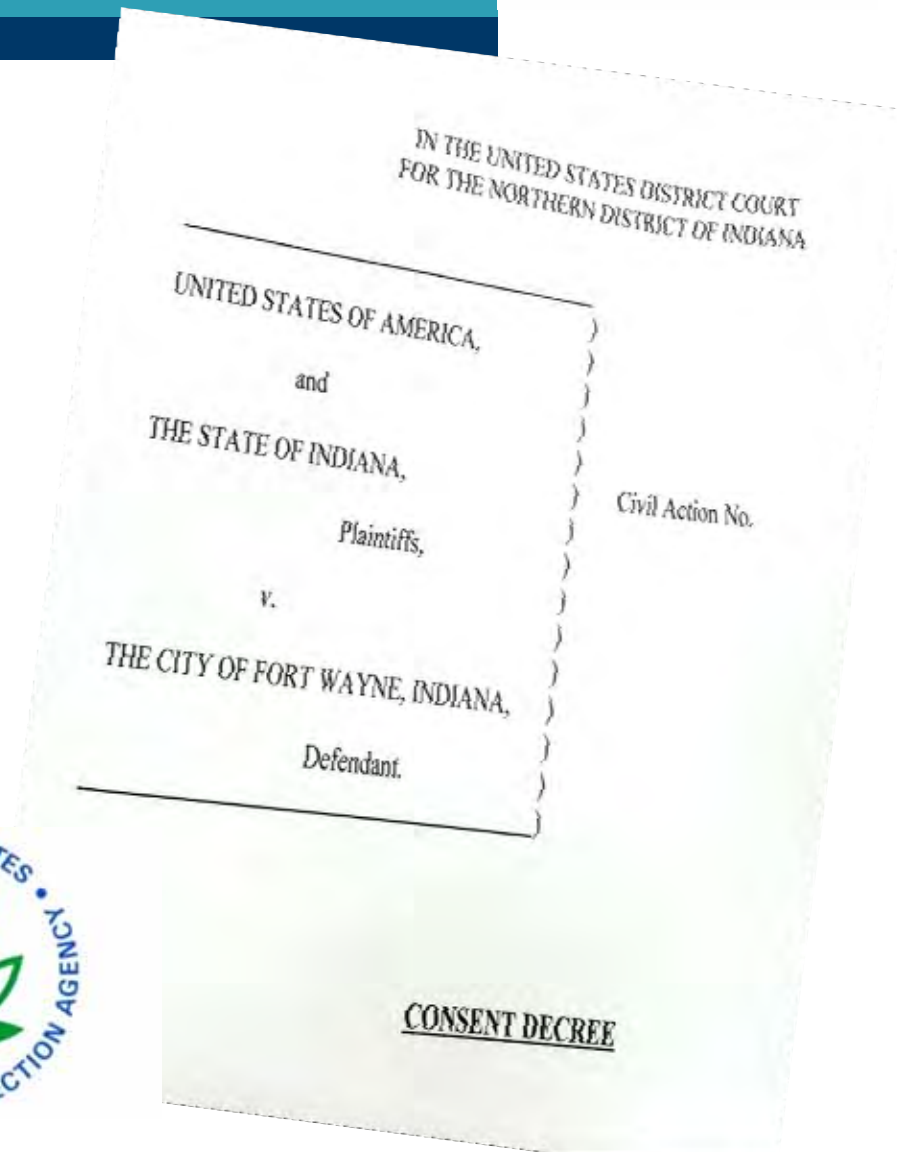 IN THE UNITED STATES DISTRICT COURT
FOR THE NORTHERN DISTRICT OF INDIANA
UNITED STATES OF AMERICA,
and
THE STATE OF INDIANA,
Plaintiffs,
v.
THE CITY OF FORT WAYNE, INDIANA,
Defendant.
)
)
)
)
)
)
)
)
)
)
)
)
)
)
Civil Action No.
CONSENT DECREE
AGENCY